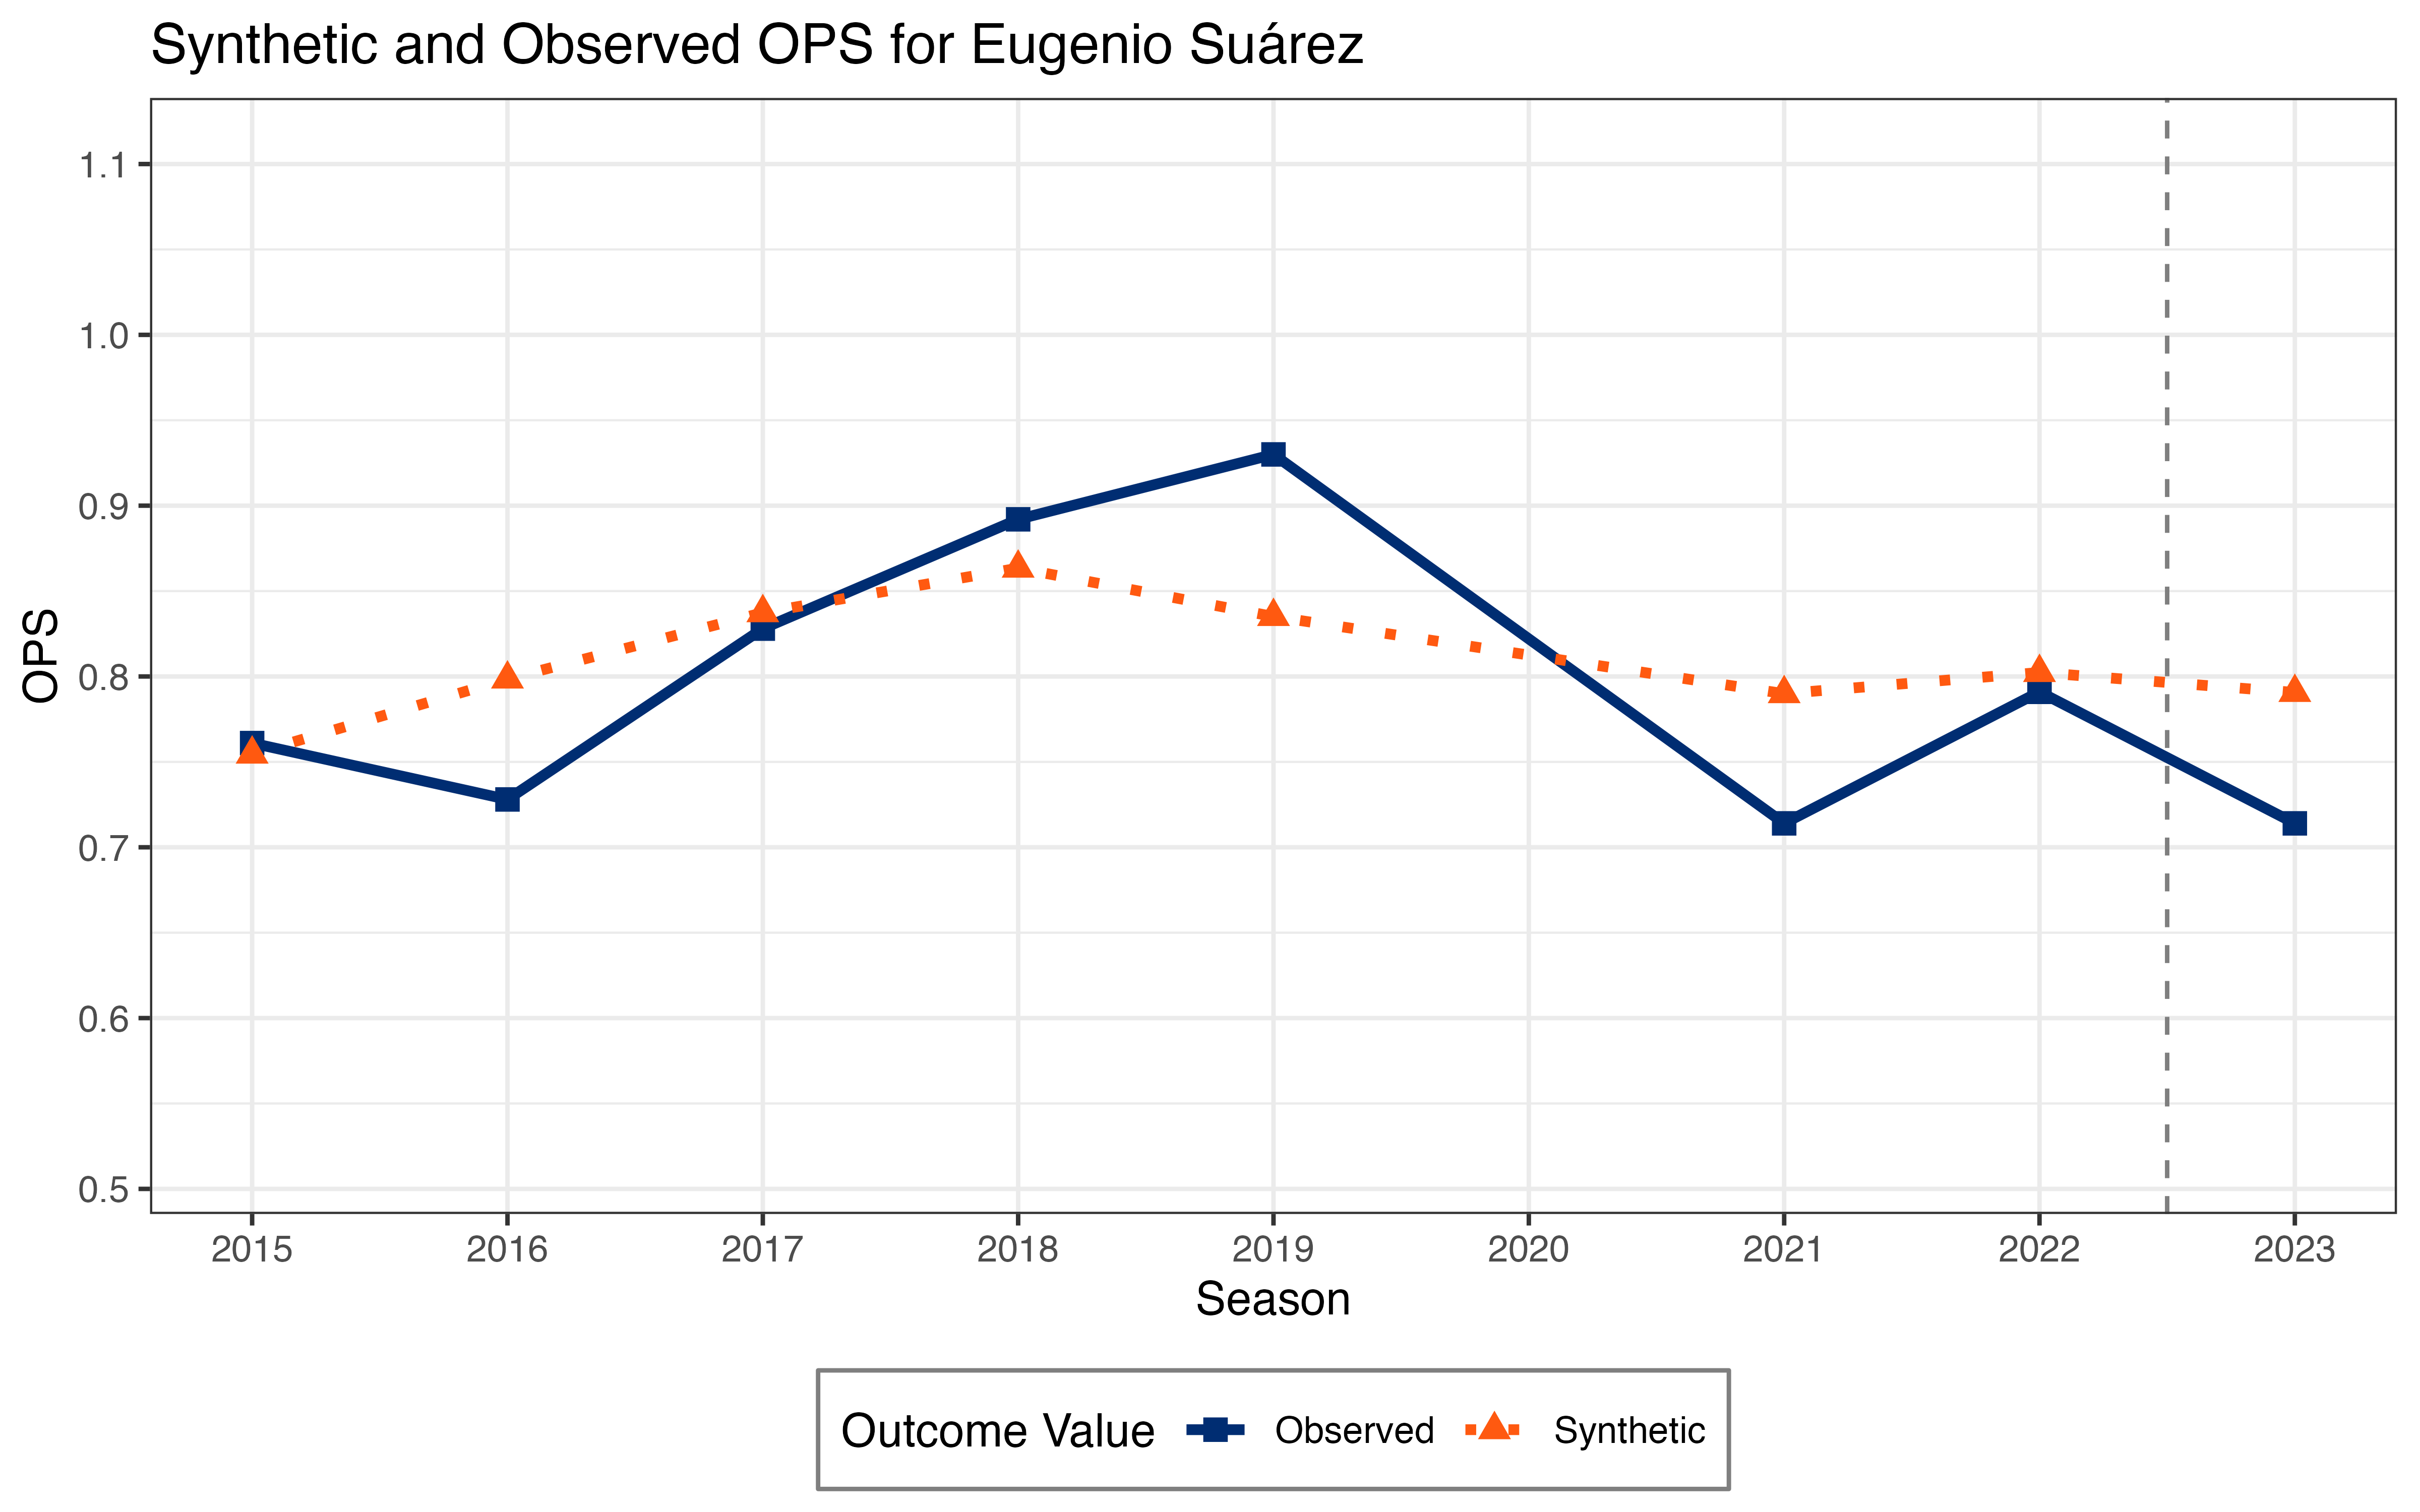 Synthetic and Observed OPS for Eugenio Suárez
OPS
1.1
1.0
0.9
0.8
0.7
0.6
0.5
2015 2016 2017 2018 2019 2020 2021 2022 2023
Season
Outcome Value Observed Synthetic